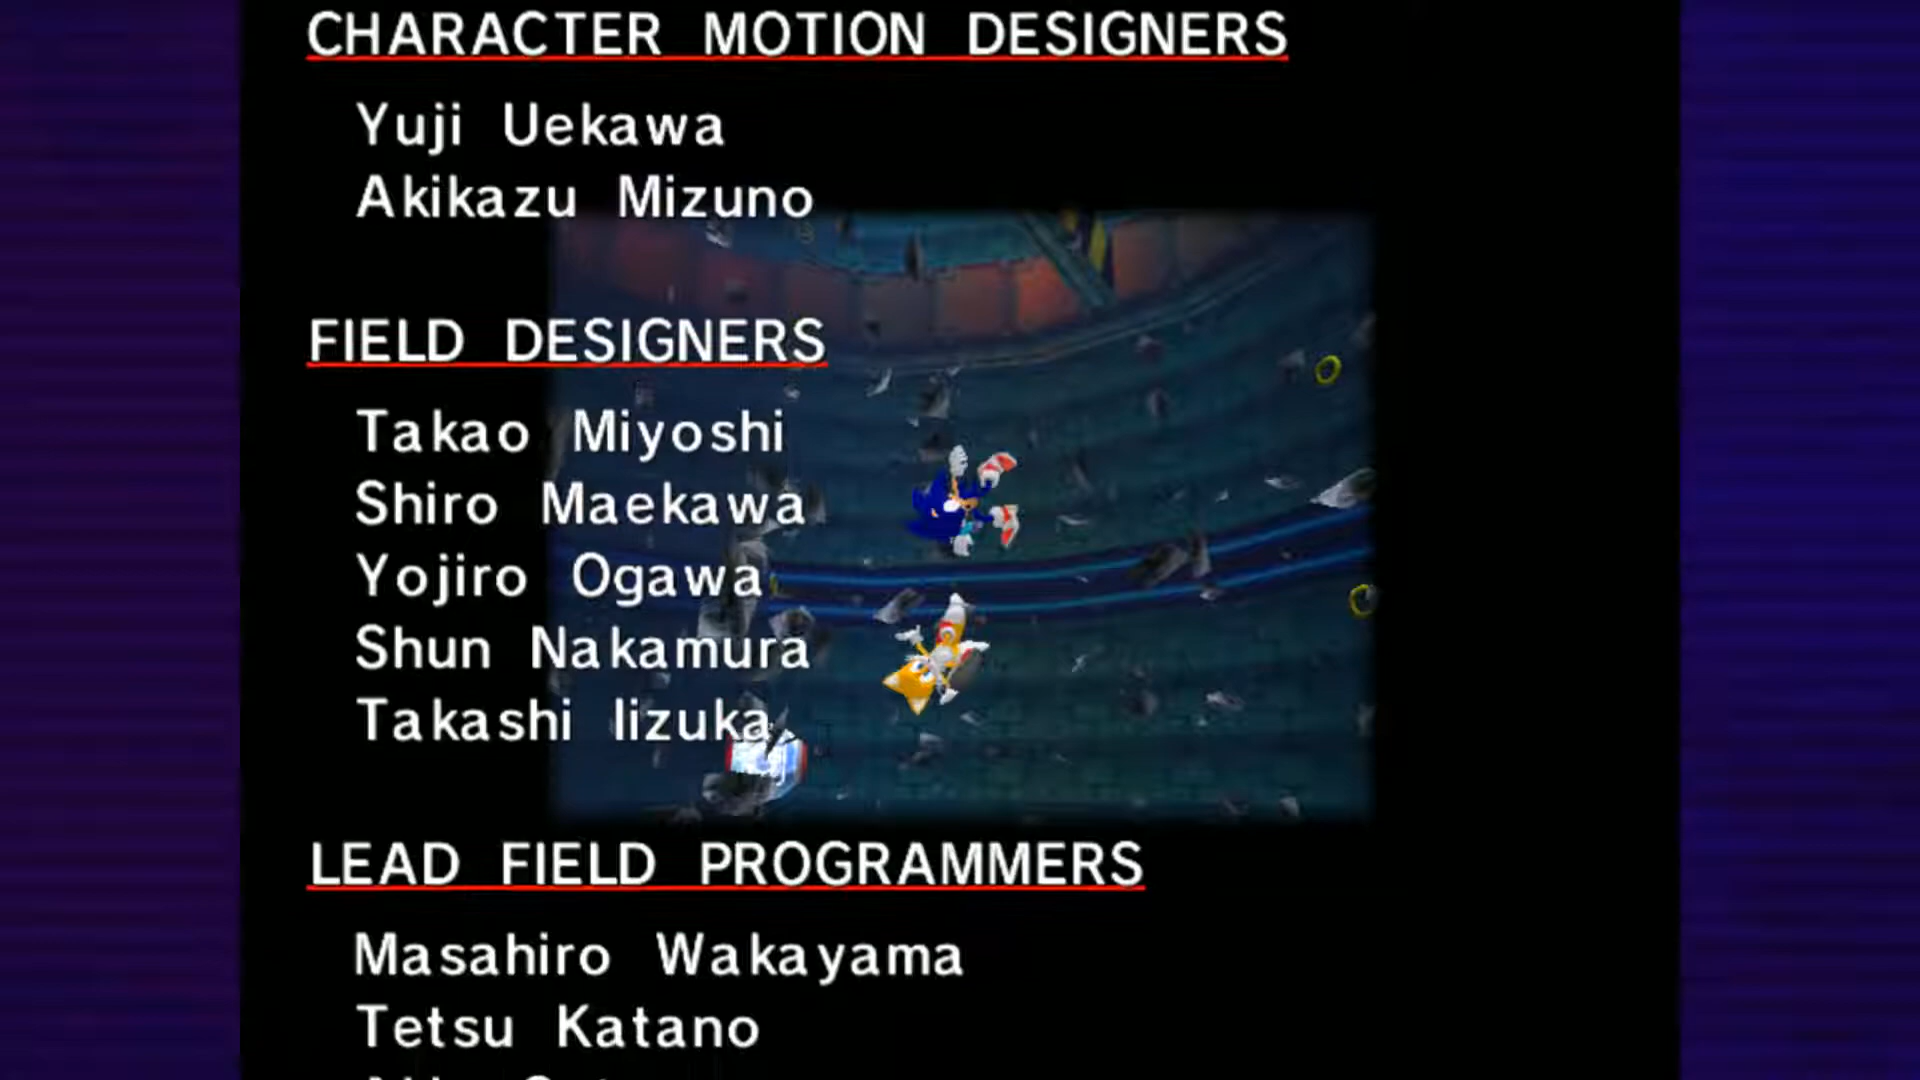 CHARACTER MOTION DESIGNERS
Yuji Uekawa
Akikazu Mizuno
FIELD DESIGNERS
Takao Miyoshi
Shiro Maekawa
Yojiro Ogawa
Shun Nakamura
Takashi Iizuka
LEAD FIELD PROGRAMMERS
Masahiro Wakayama
Tetsu Katano